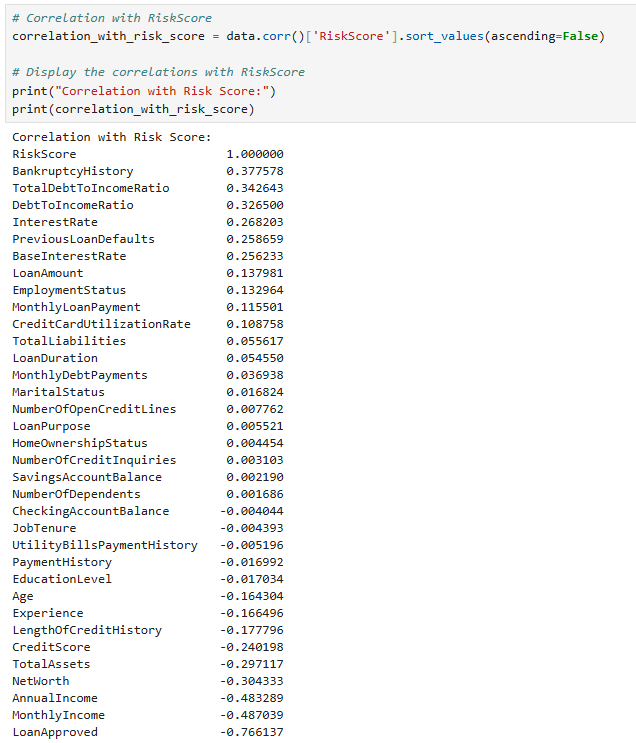 # Correlation with RiskScore
correlation_with_risk_score = data.corr()['RiskScore'].sort_values(ascending=False)
# Display the correlations with RiskScore
print("Correlation with Risk Score:")
print(correlation_with_risk_score)
Correlation with Risk Score:
RiskScore 1.000000
BankruptcyHistory 0.377578
TotalDebtToIncomeRatio 0.342643
DebtToIncomeRatio 0.326500
InterestRate 0.268203
PreviousLoanDefaults 0.258659
BaseInterestRate 0.256233
LoanAmount 0.137981
EmploymentStatus 0.132964
MonthlyLoanPayment 0.115501
CreditCardUtilizationRate 0.108758
TotalLiabilities 0.055617
LoanDuration 0.054550
MonthlyDebtPayments 0.036938
MaritalStatus 0.016824
NumberOfOpenCreditLines 0.007762
LoanPurpose 0.005521
HomeOwnershipStatus 0.004454
NumberOfCreditInquiries 0.003103
SavingsAccountBalance 0.002190
NumberOfDependents 0.001686
CheckingAccountBalance -0.004044
JobTenure -0.004393
UtilityBillsPaymentHistory -0.005196
PaymentHistory -0.016992
EducationLevel -0.017034
Age -0.164304
Experience -0.166496
LengthOfCreditHistory -0.177796
CreditScore -0.240198
TotalAssets -0.297117
NetWorth -0.304333
AnnualIncome -0.483289
MonthlyIncome -0.487039
LoanApproved -0.766137